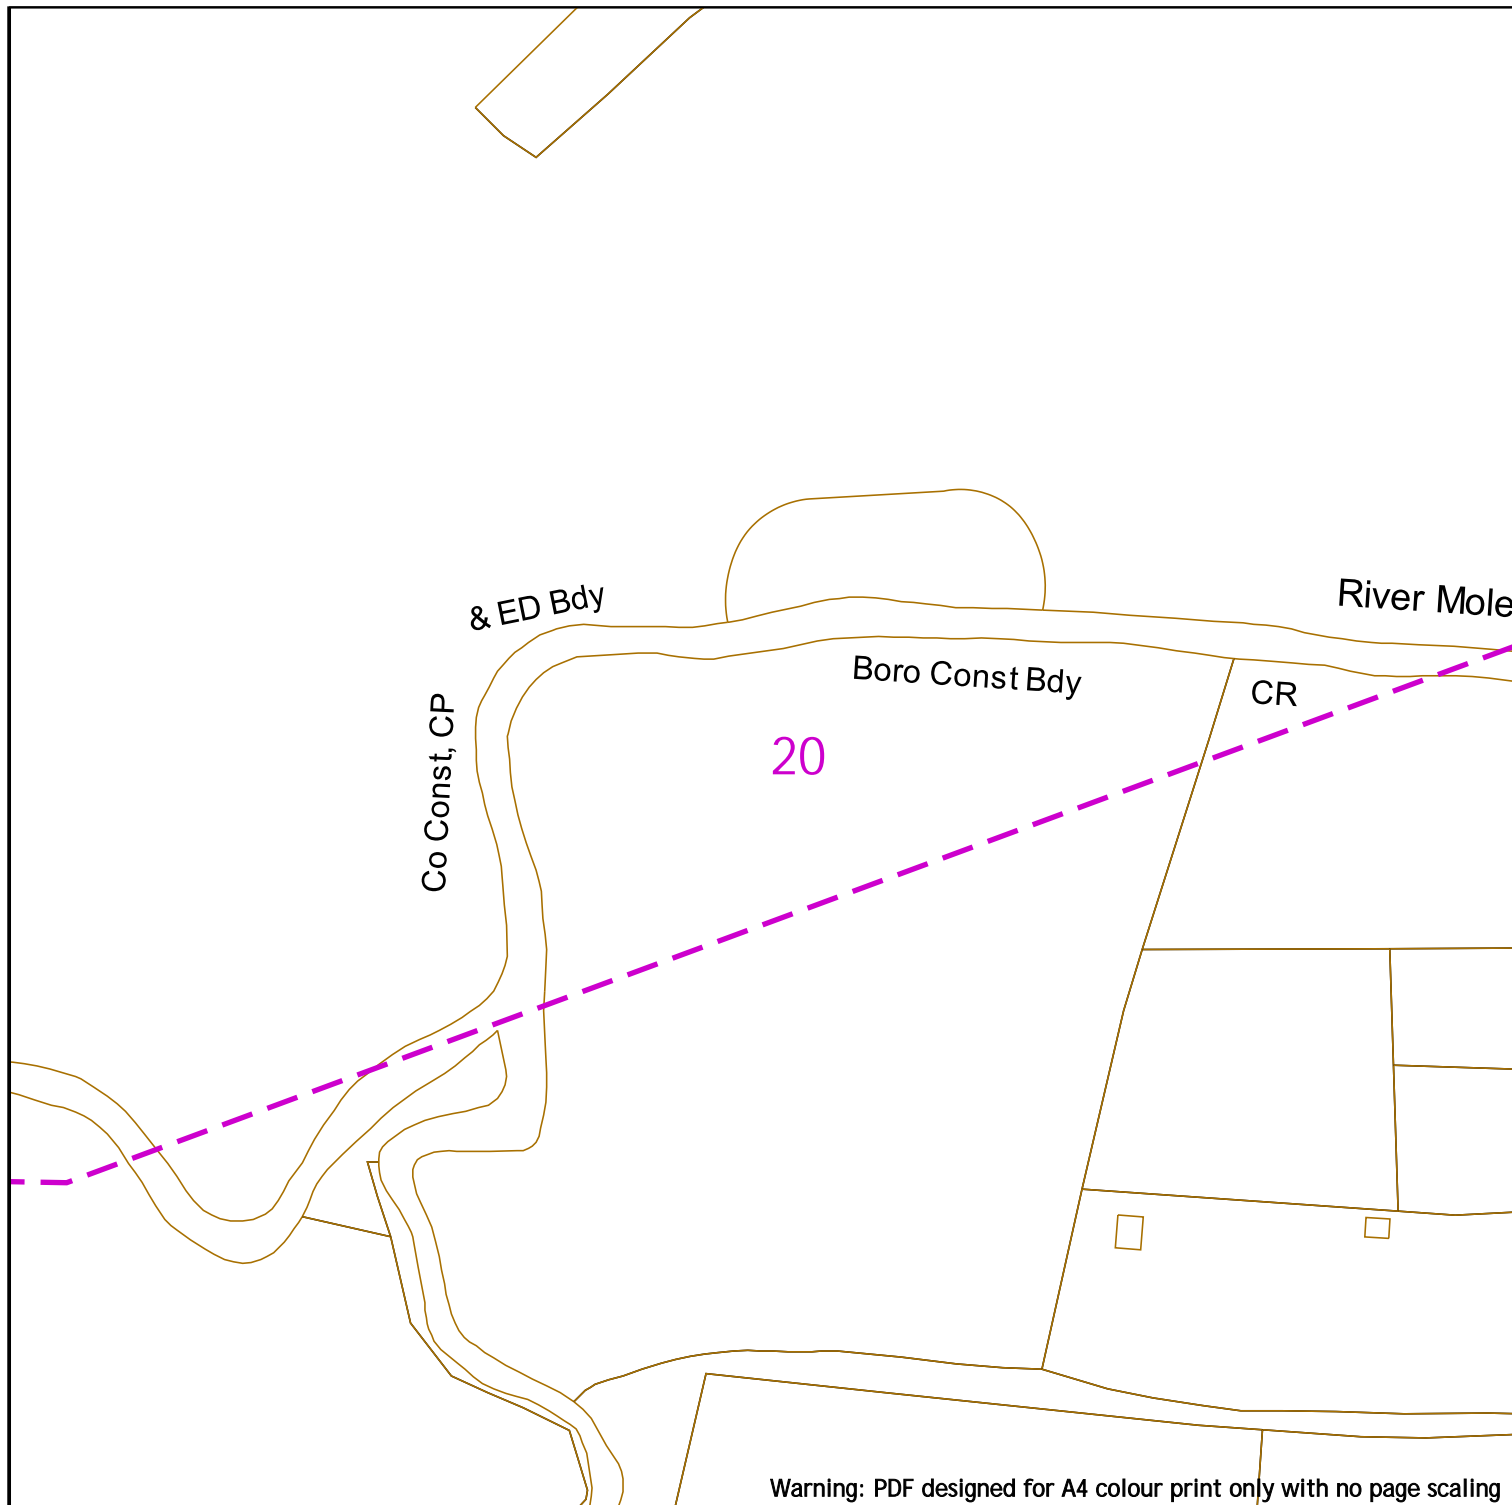 & ED Bdy
River Mole
Boro Const Bdy
CR
Co Const, CP
20
Warning: PDF designed for A4 colour print only with no page scaling